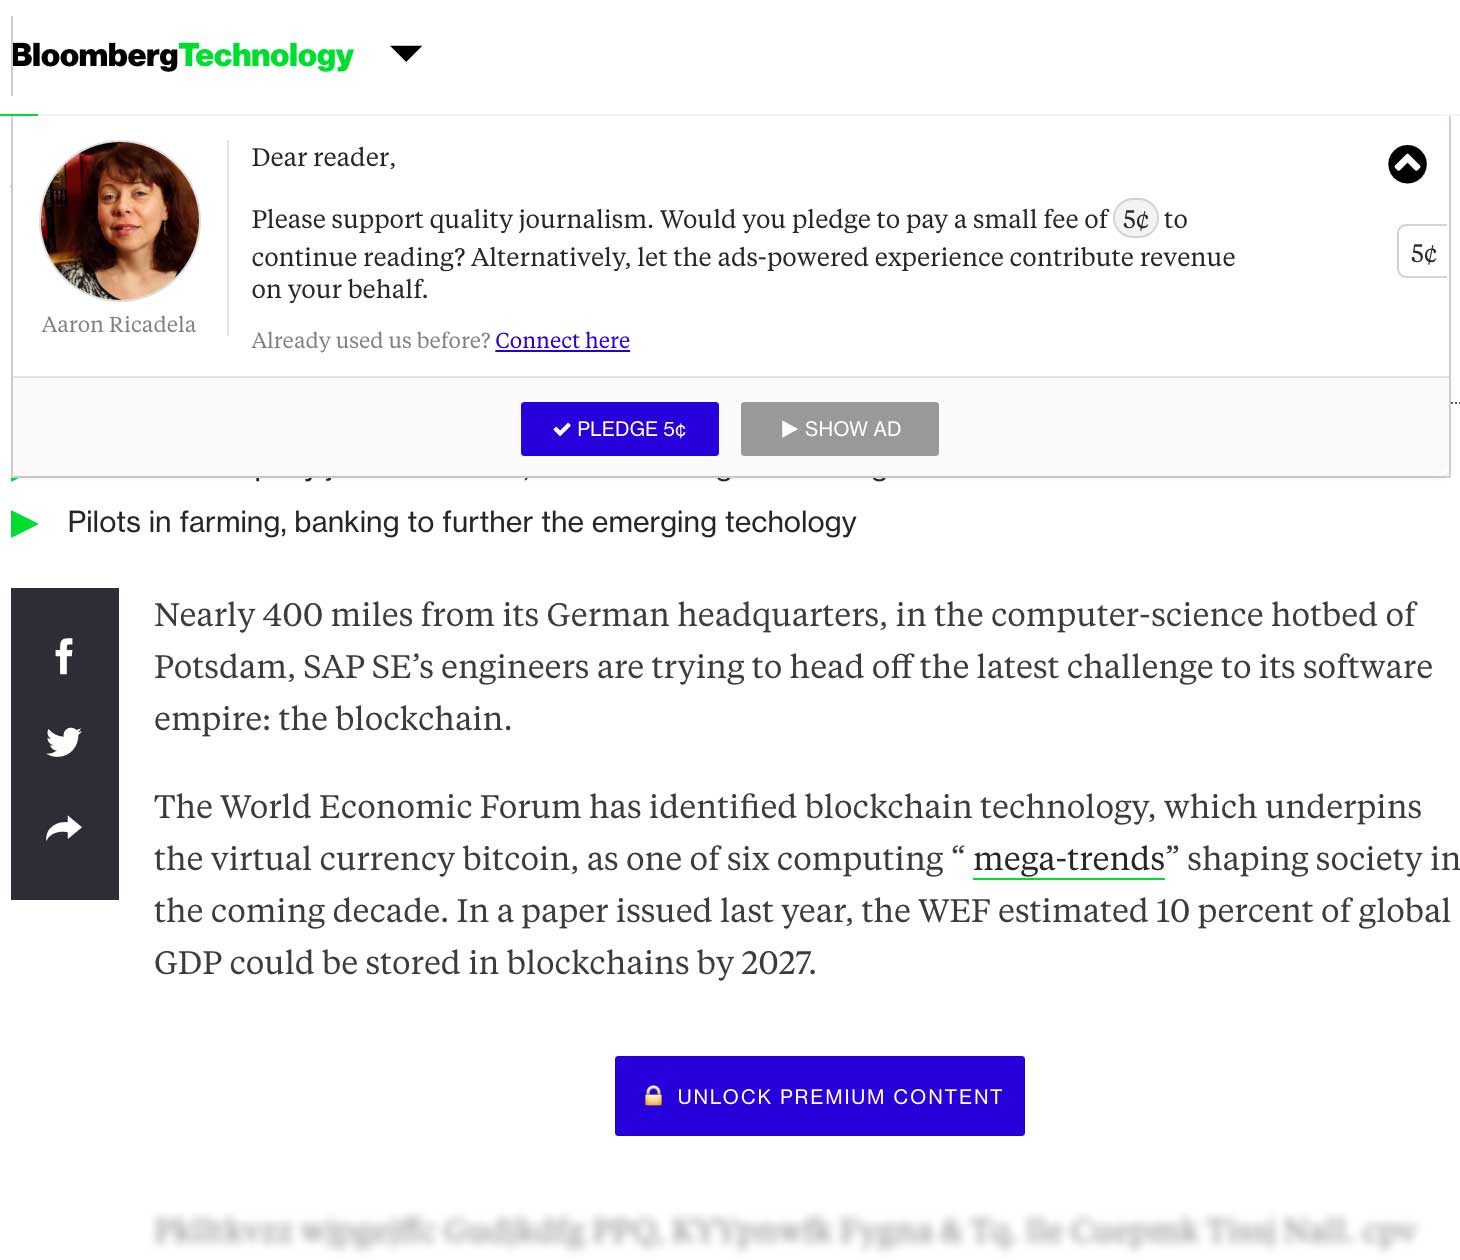 BloombergTechnology
Dear reader,
Please support quality journalism. Would you pledge to pay a small fee of 5¢ to
continue reading? Alternatively, let the ads-powered experience contribute revenue
on your behalf.
5¢
Aaron Ricadela
Already used us before? Connect here
PLEDGE 5¢
SHOW AD
Pilots in farming, banking to further the emerging techology
Nearly 400 miles from its German headquarters, in the computer-science hotbed of
Potsdam, SAP SE’s engineers are trying to head off the latest challenge to its software
empire: the blockchain.
The World Economic Forum has identified blockchain technology, which underpins
the virtual currency bitcoin, as one of six computing “ mega-trends” shaping society in
the coming decade. In a paper issued last year, the WEF estimated 10 percent of global
GDP could be stored in blockchains by 2027.
UNLOCK PREMIUM CONTENT